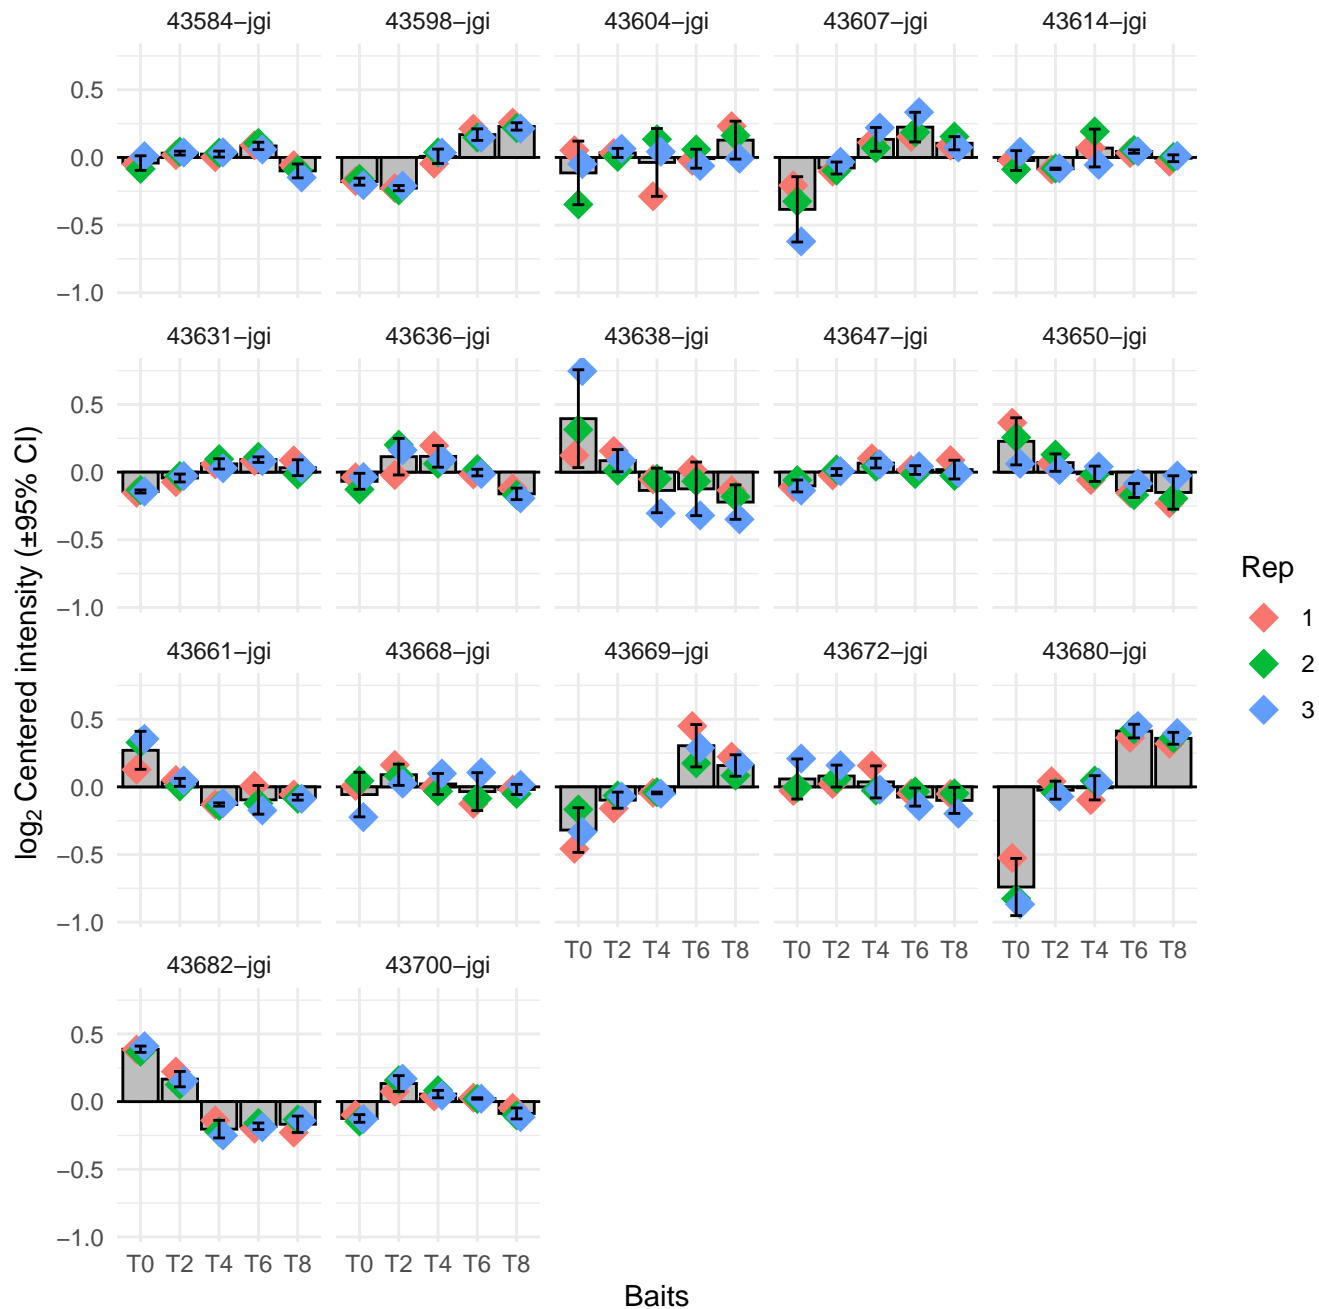 43584−jgi 43598−jgi 43604−jgi 43607−jgi 43614−jgi
0.5
0.0
−0.5
−1.0
43631−jgi 43636−jgi 43638−jgi 43647−jgi 43650−jgi
0.5
0.0
−0.5
−1.0
43661−jgi 43668−jgi 43669−jgi 43672−jgi 43680−jgi
0.5
0.0
−0.5
−1.0
T0 T2 T4 T6 T8 T0 T2 T4 T6 T8 T0 T2 T4 T6 T8
43682−jgi 43700−jgi
0.5
0.0
−0.5
−1.0
T0 T2 T4 T6 T8 T0 T2 T4 T6 T8
Baits
log2 Centered intensity (±95% CI)
Rep
1
2
3